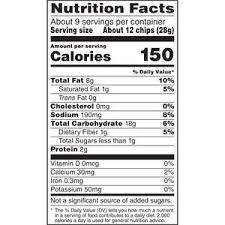 Nutrition Facts
About 9 servings per container
Serving size About 12 chips (28g)
Amount per serving
Calories 150
% Daily Value*
Total Fat 8g 10%
Saturated Fat 1g 5%
Trans Fat 0g
Cholesterol 0mg 0%
Sodium 190mg 8%
Total Carbohydrate 18g 6%
Dietary Fiber 1g 5%
Total Sugars less than 1g
Protein 2g
Vitamin D 0mcg 0%
Calcium 30mg 2%
Iron 0.3mg 0%
Potassium 50mg 0%
Not a significant source of added sugars.
* The % Daily Value (DV) tells you how much a nutrient
in a serving of food contributes to a daily diet. 2,000
calories a day is used for general nutrition advice.